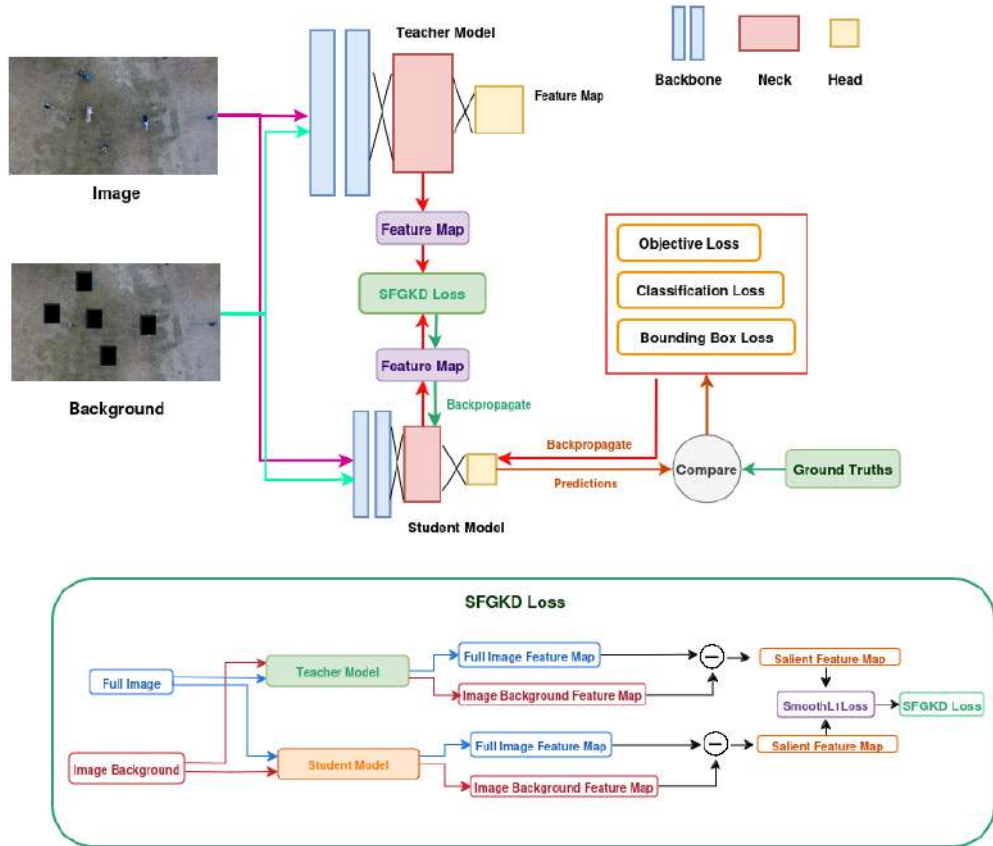 Teacher Model
Feature Map
Backbone
Neck
Head
Image
Feature Map
SFGKD Loss
Feature Map
Backpropagate
Background
Objective Loss
Classification Loss
Bounding Box Loss
Backpropagate
Predictions
Compare
Ground Truths
Student Model
SFGKD Loss
Full Image
Image Background
Teacher Model
Student Model
Full Image Feature Map
Image Background Feature Map
Full Image Feature Map
Image Background Feature Map
Salient Feature Map
SmoothL1Loss
SFGKD Loss
Salient Feature Map